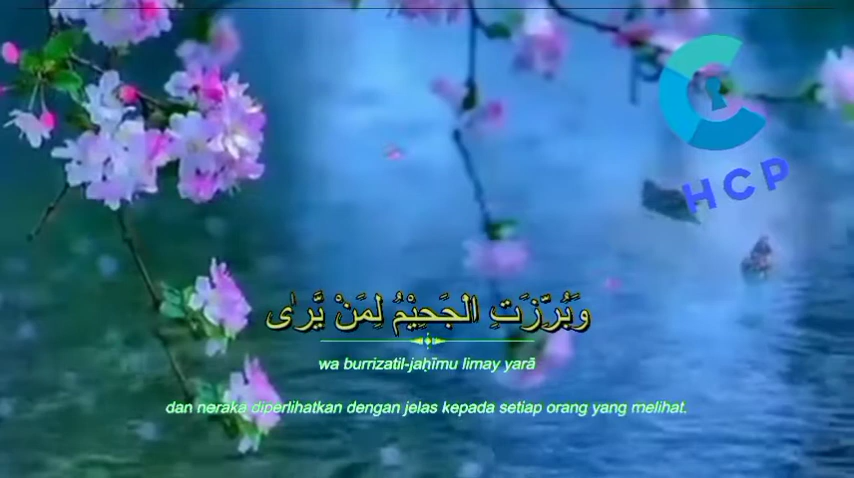 HCP
وَبُرِّزَتِ الْجَحِيْمُ لِمَنْ يَّرٰى
wa burrizatil-jaḥīmu limay yarā
dan neraka diperlihatkan dengan jelas kepada setiap orang yang melihat.